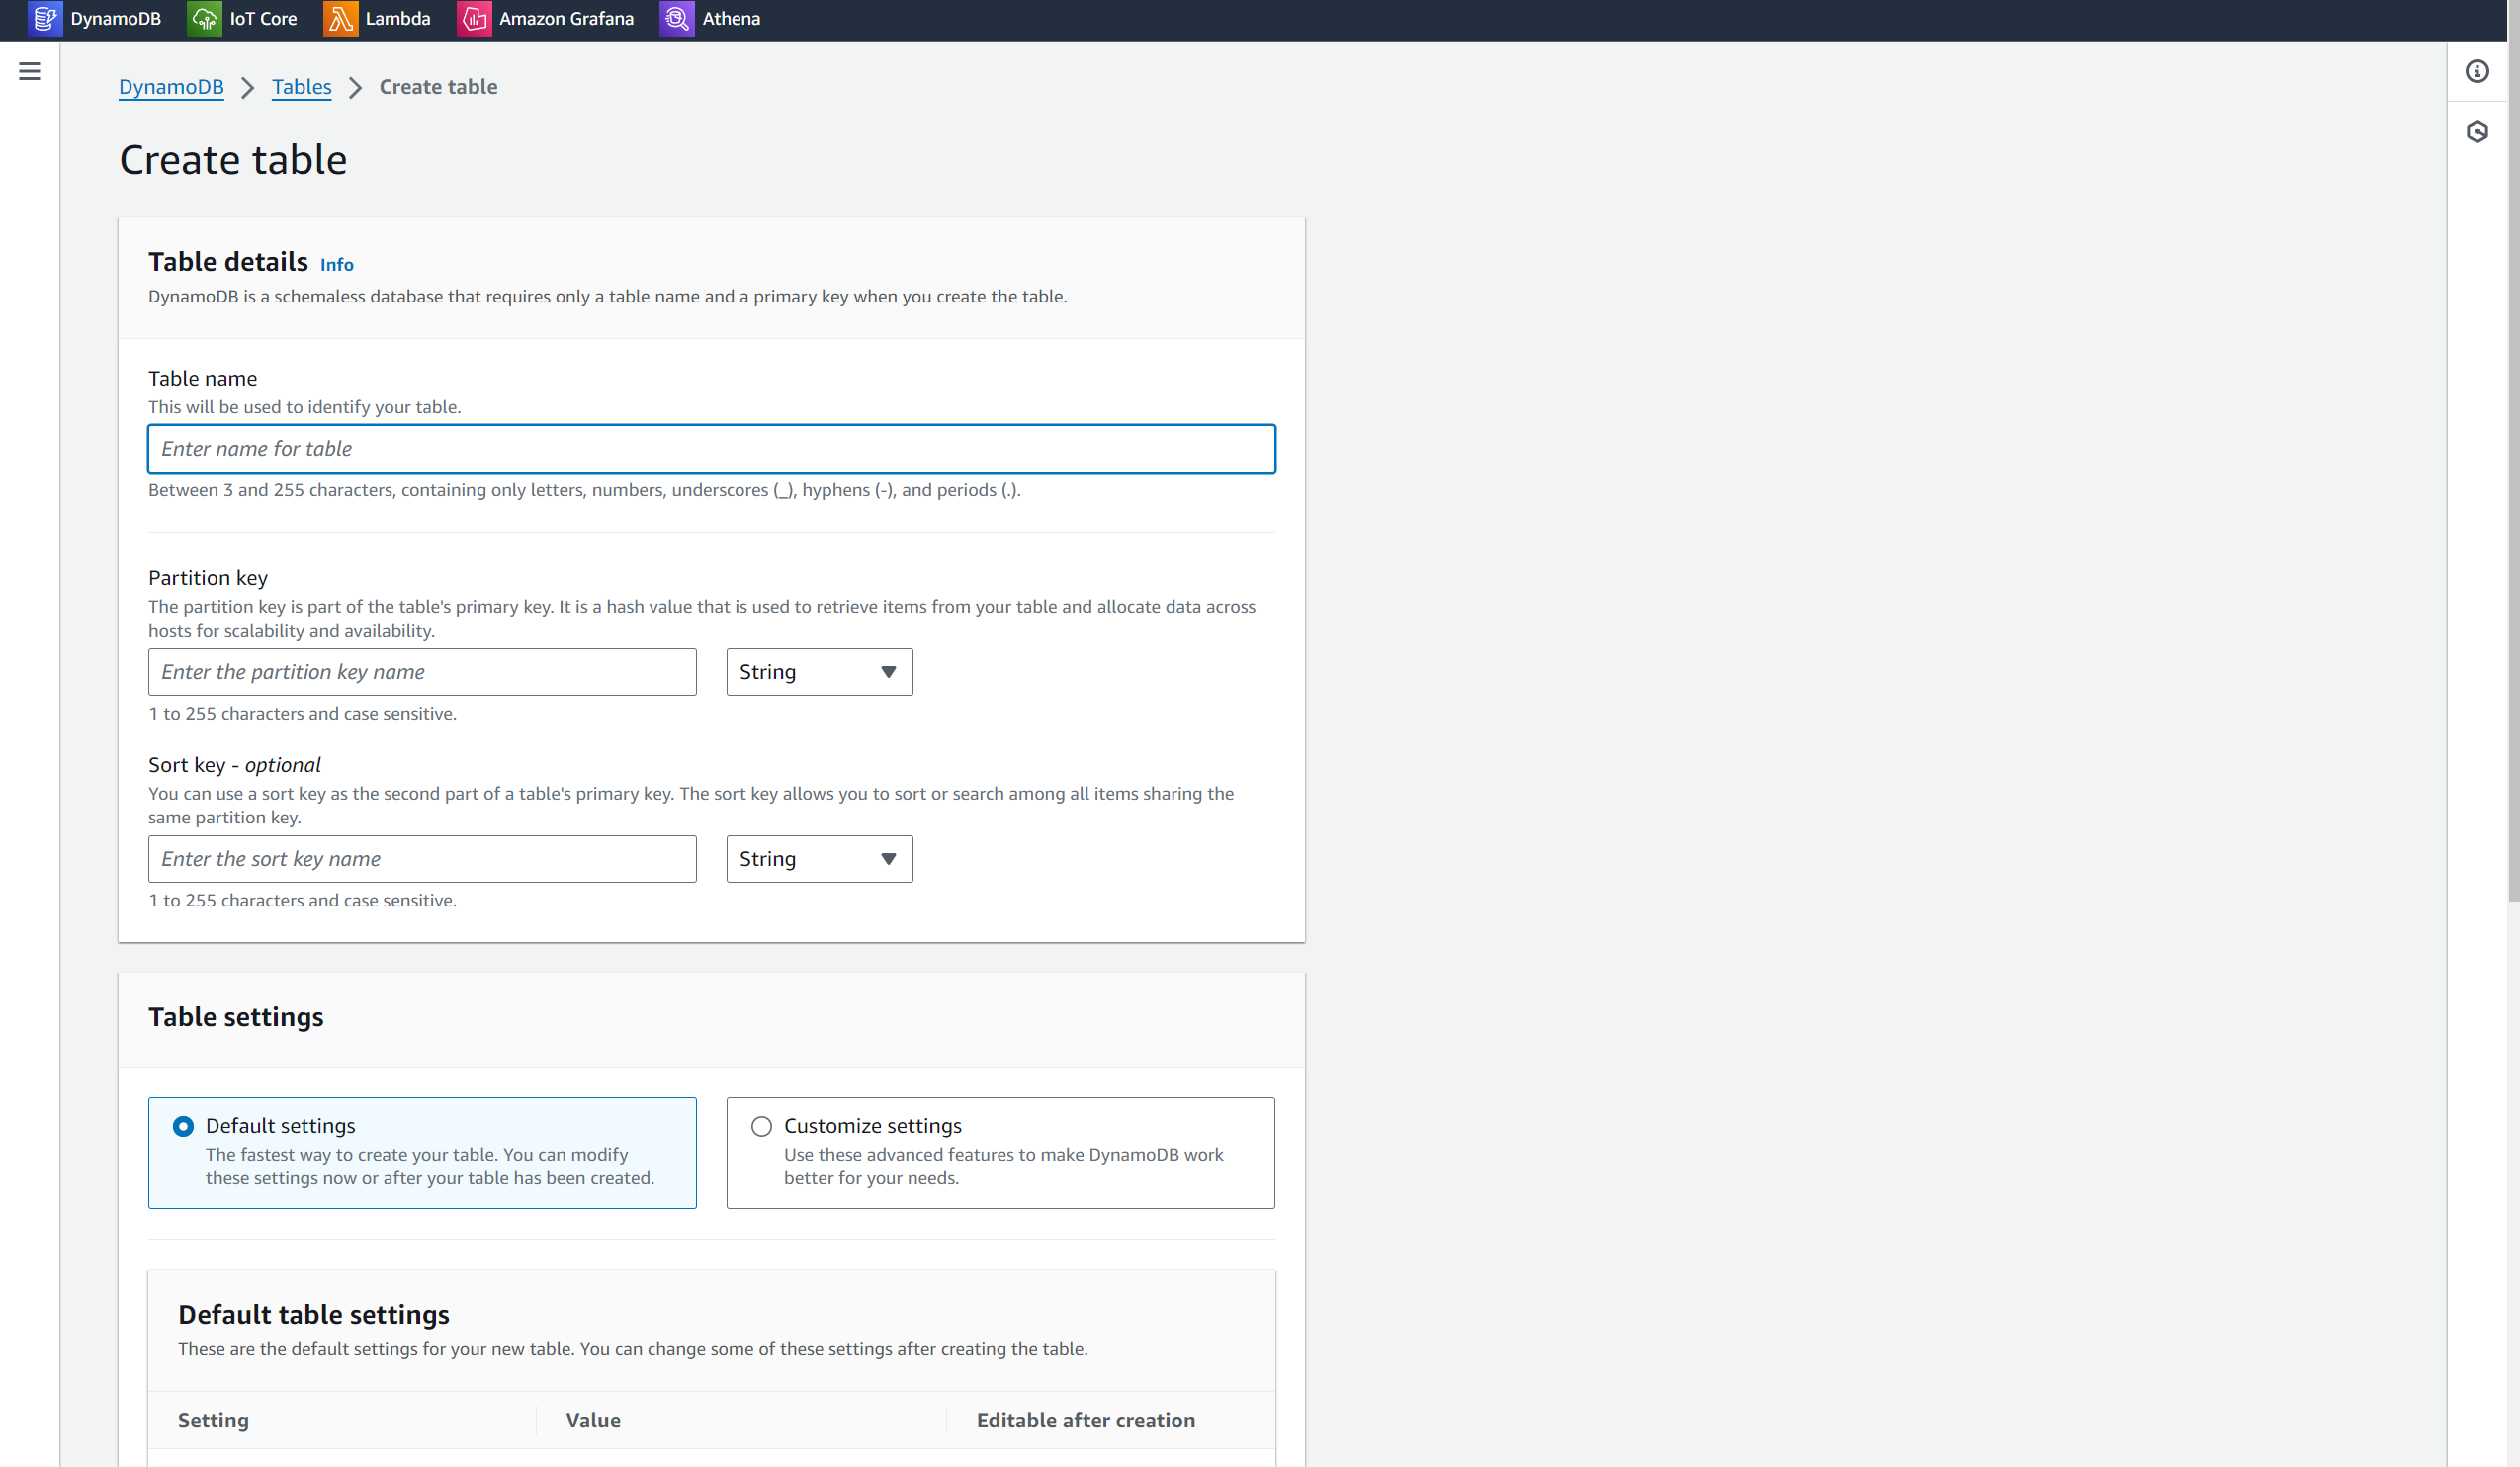 DynamoDB IoT Core Lambda Amazon Grafana Athena
DynamoDB Tables Create table
Create table
Table details Info
DynamoDB is a schemaless database that requires only a table name and a primary key when you create the table.
Table name
This will be used to identify your table.
Enter name for table
Between 3 and 255 characters, containing only letters, numbers, underscores (_), hyphens (-), and periods (.).
Partition key
The partition key is part of the table's primary key. It is a hash value that is used to retrieve items from your table and allocate data across
hosts for scalability and availability.
Enter the partition key name String
1 to 255 characters and case sensitive.
Sort key - optional
You can use a sort key as the second part of a table's primary key. The sort key allows you to sort or search among all items sharing the
same partition key.
Enter the sort key name String
1 to 255 characters and case sensitive.
Table settings
Default settings
The fastest way to create your table. You can modify
these settings now or after your table has been created.
Customize settings
Use these advanced features to make DynamoDB work
better for your needs.
Default table settings
These are the default settings for your new table. You can change some of these settings after creating the table.
Setting Value Editable after creation